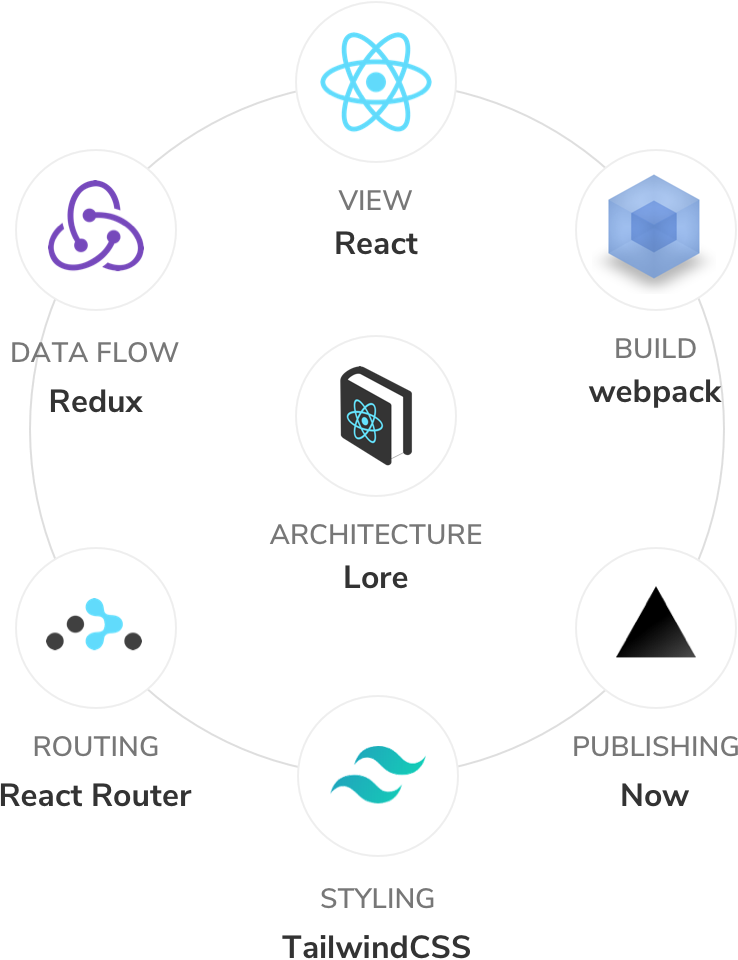 VIEW
React
DATA FLOW
Redux
BUILD
webpack
ARCHITECTURE
Lore
ROUTING
React Router
PUBLISHING
Now
STYLING
TailwindCSS